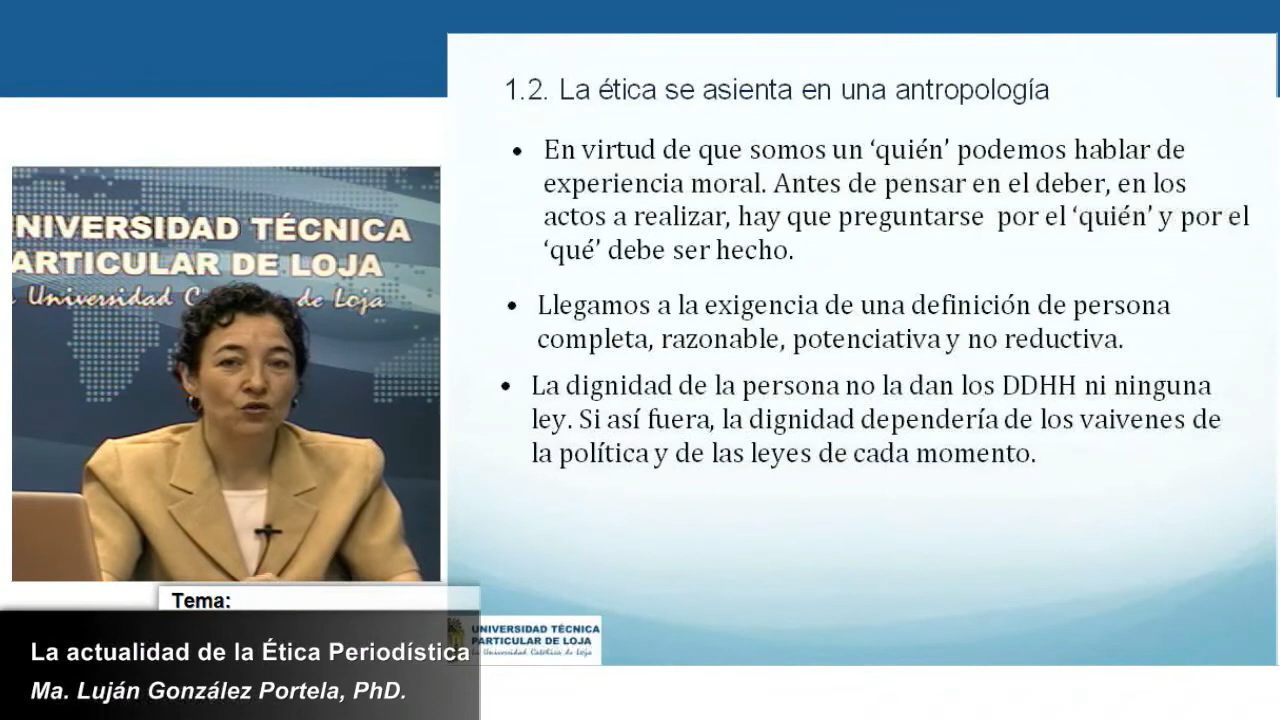 1.2. La ética se asienta en una antropología
• En virtud de que somos un ‘quién’ podemos hablar de
experiencia moral. Antes de pensar en el deber, en los
actos a realizar, hay que preguntarse por el ‘quién’ y por el
‘qué’ debe ser hecho.
• Llegamos a la exigencia de una definición de persona
completa, razonable, potenciativa y no reductiva.
• La dignidad de la persona no la dan los DDHH ni ninguna
ley. Si así fuera, la dignidad dependería de los vaivenes de
la política y de las leyes de cada momento.
NIVERSIDAD TÉCNICA
ARTICULAR DE LOJA
Universidad C de Loja
Tema:
La actualidad de la Ética Periodística
Ma. Luján González Portela, PhD.
UNIVERSIDAD TÉCNICA
PARTICULAR DE LOJA
La Universidad Católica de Loja